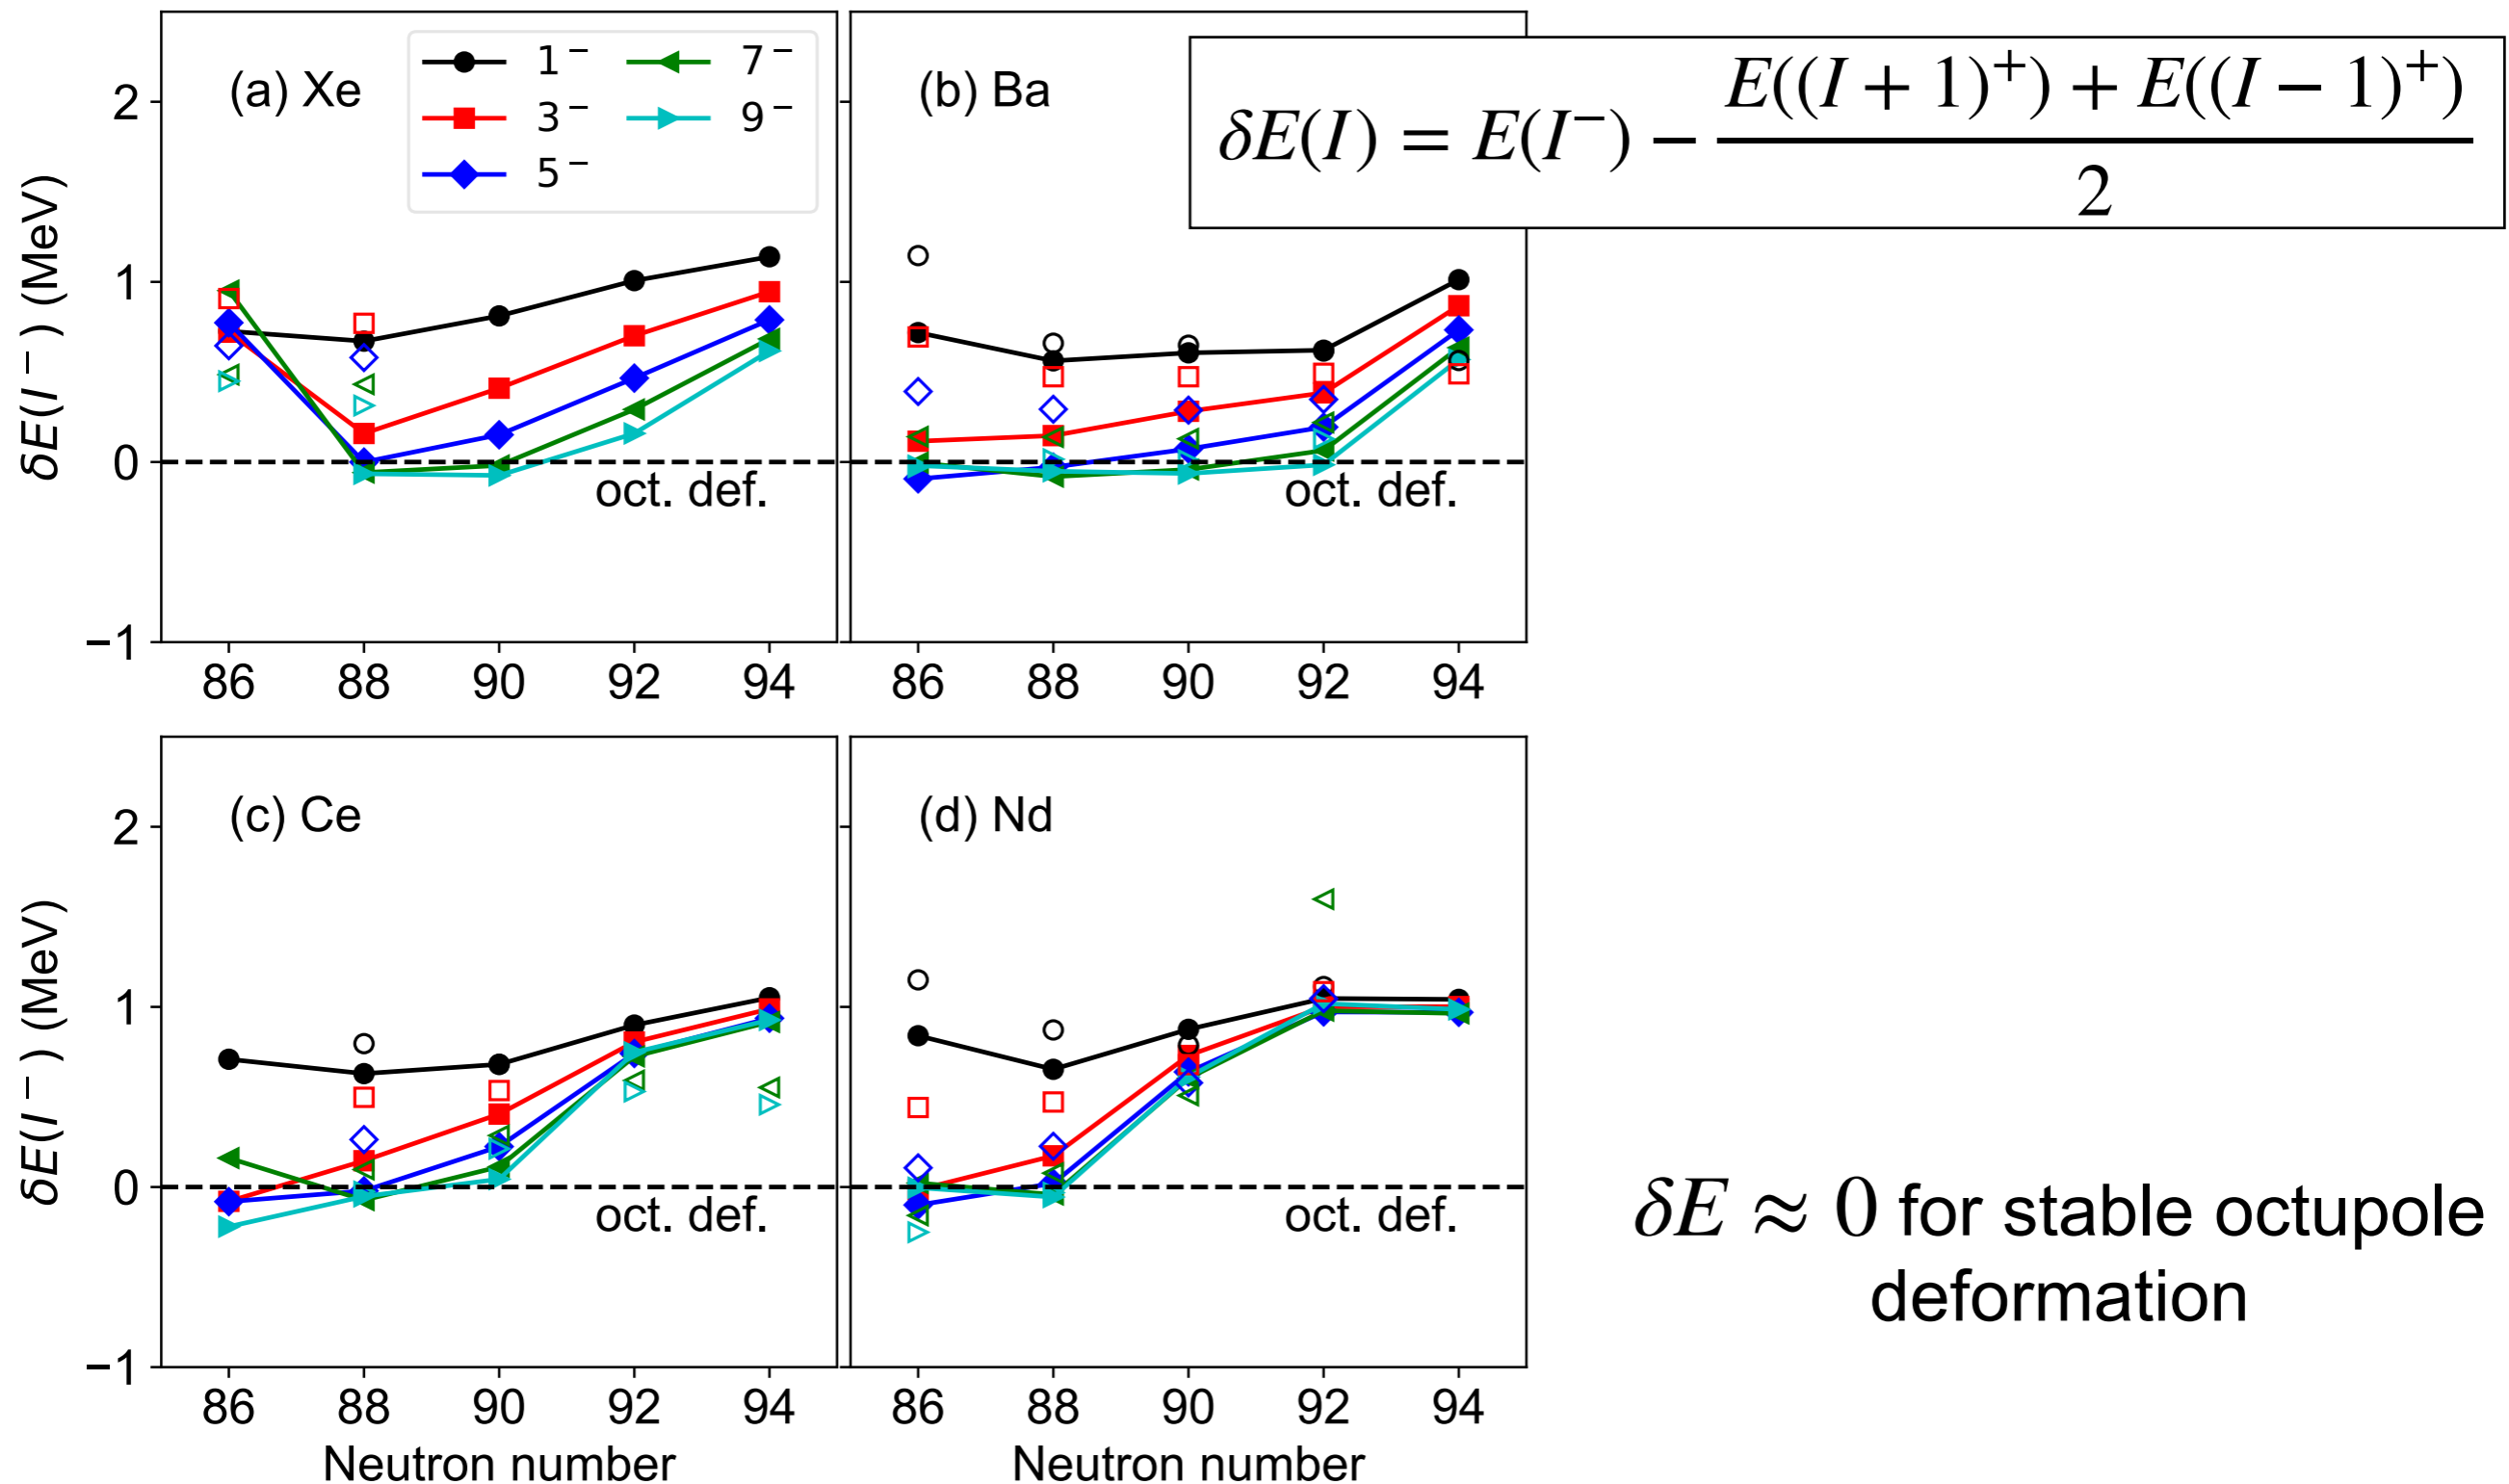 (a) Xe
1⁻ 7⁻
3⁻ 9⁻
5⁻
(b) Ba
δE(I) = E(I⁻) − (E((I + 1)⁺) + E((I − 1)⁺)) / 2
δE(I⁻) (MeV)
2
1
0
−1
oct. def.
oct. def.
86 88 90 92 94
86 88 90 92 94
(c) Ce
(d) Nd
δE(I⁻) (MeV)
2
1
0
−1
oct. def.
oct. def.
86 88 90 92 94
86 88 90 92 94
Neutron number
Neutron number
δE ≈ 0 for stable octupole
deformation